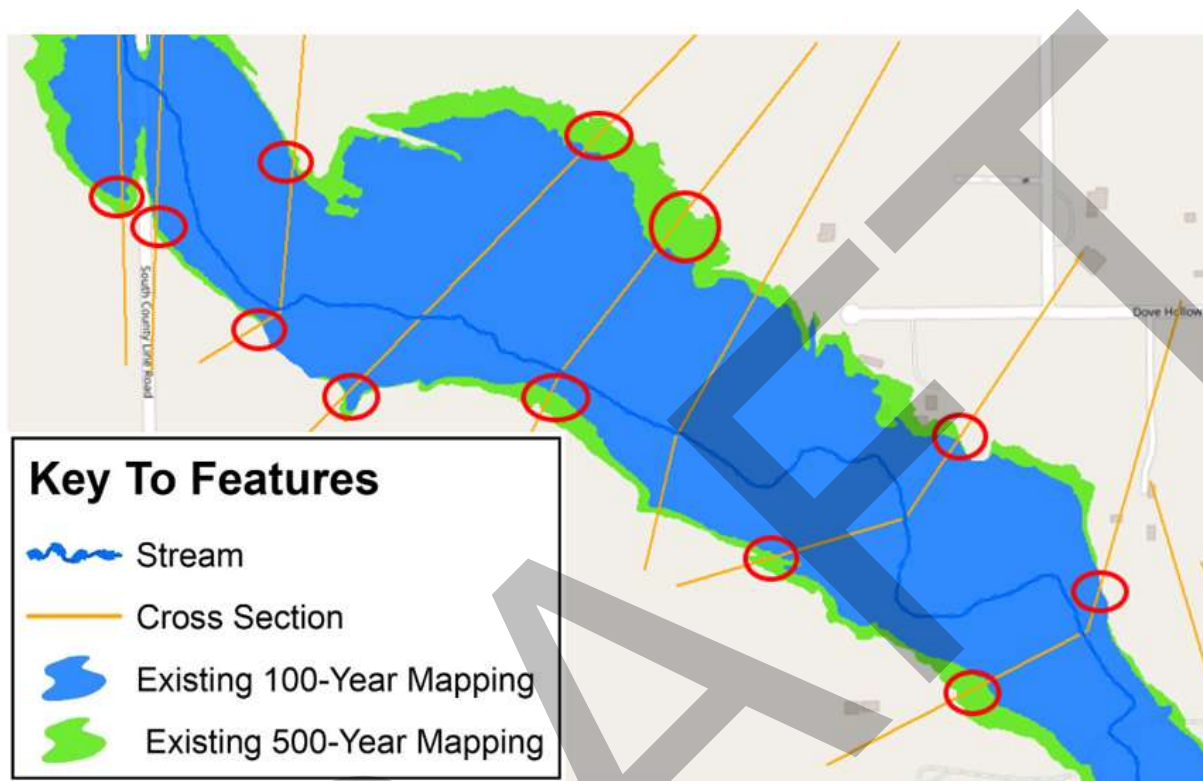 South County Line Road
Dove Hollow
Key To Features
Stream
Cross Section
Existing 100-Year Mapping
Existing 500-Year Mapping
AFT